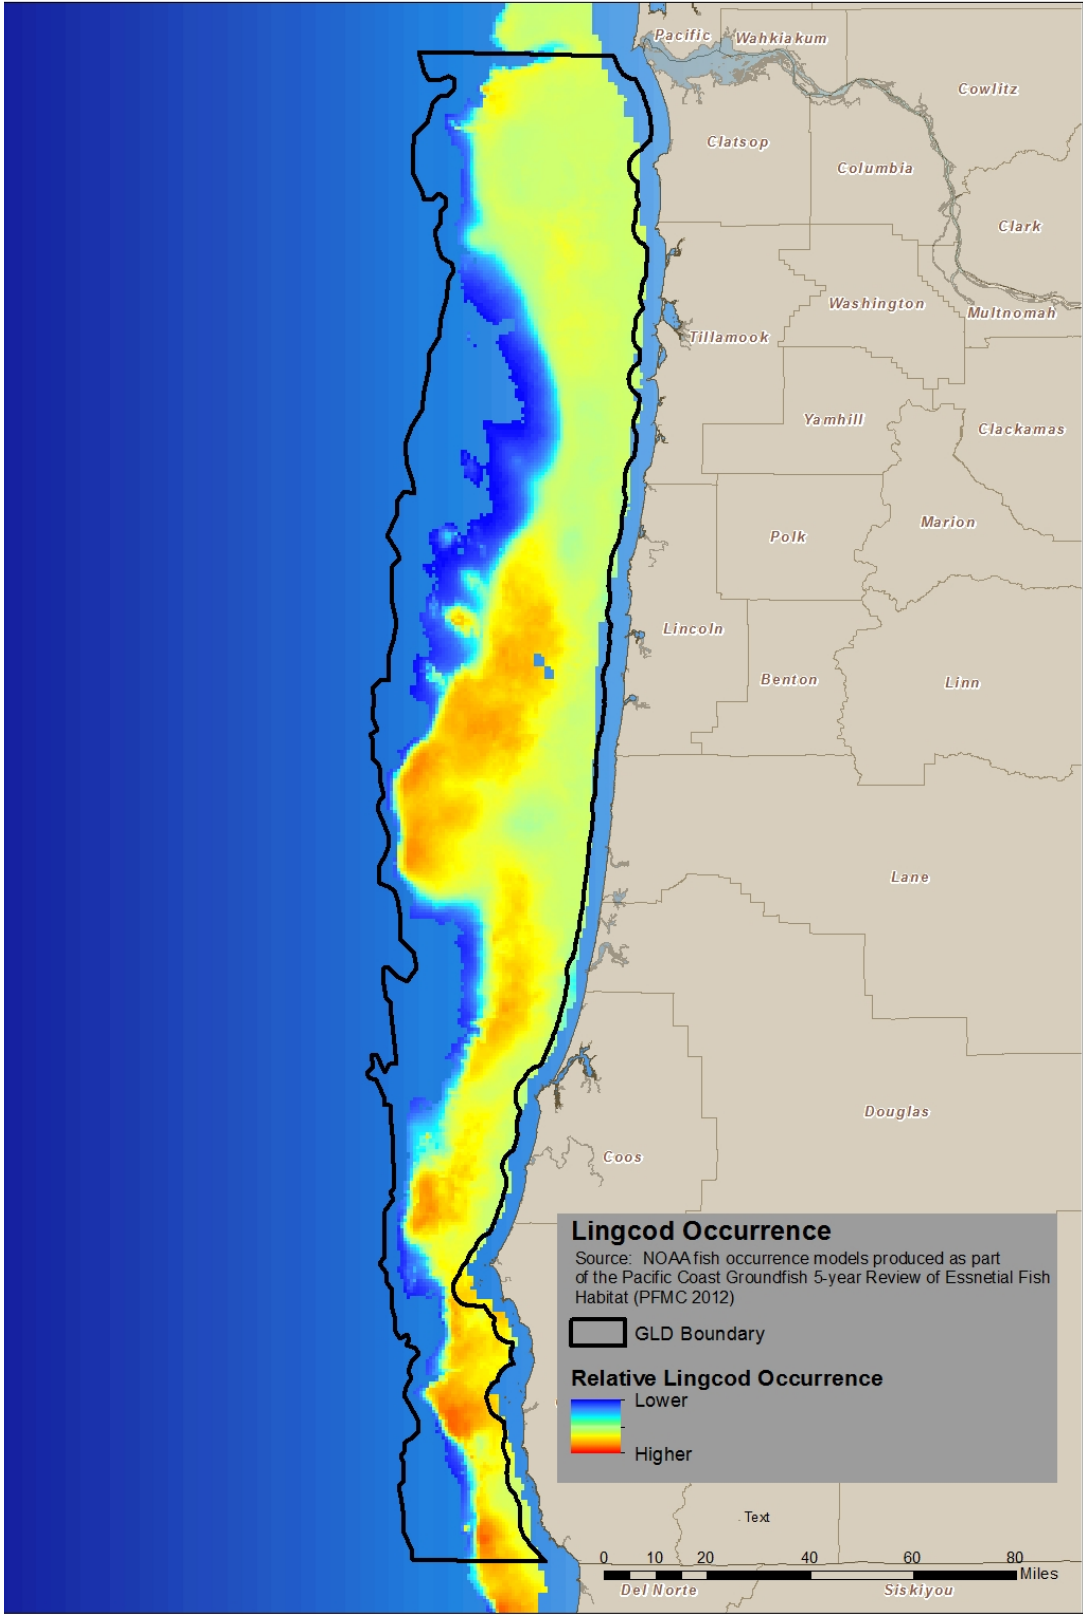 Pacific
Wahkiakum
Cowlitz
Clatsop
Columbia
Clark
Washington
Multnomah
Tillamook
Yamhill
Clackamas
Marion
Polk
Lincoln
Benton
Linn
Lane
Douglas
Coos
Lingcod Occurrence
Source: NOAA fish occurrence models produced as part
of the Pacific Coast Groundfish 5-year Review of Essnetial Fish
Habitat (PFMC 2012)
GLD Boundary
Relative Lingcod Occurrence
Lower
Higher
Text
0 10 20 40 60 80
Miles
Del Norte
Siskiyou